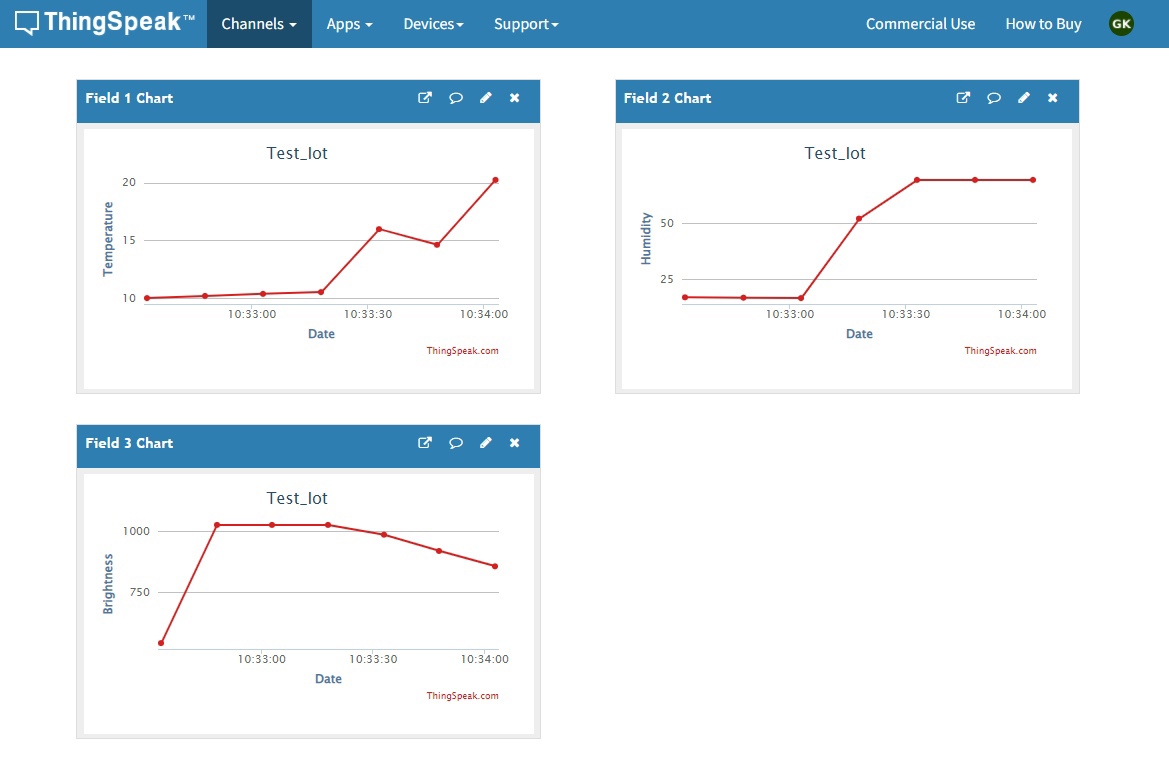 ThingSpeak™ Channels Apps Devices Support Commercial Use How to Buy GK
Field 1 Chart
Test_Iot
Temperature
20
15
10
10:33:00 10:33:30 10:34:00
Date
ThingSpeak.com
Field 2 Chart
Test_Iot
Humidity
50
25
10:33:00 10:33:30 10:34:00
Date
ThingSpeak.com
Field 3 Chart
Test_Iot
Brightness
1000
750
10:33:00 10:33:30 10:34:00
Date
ThingSpeak.com